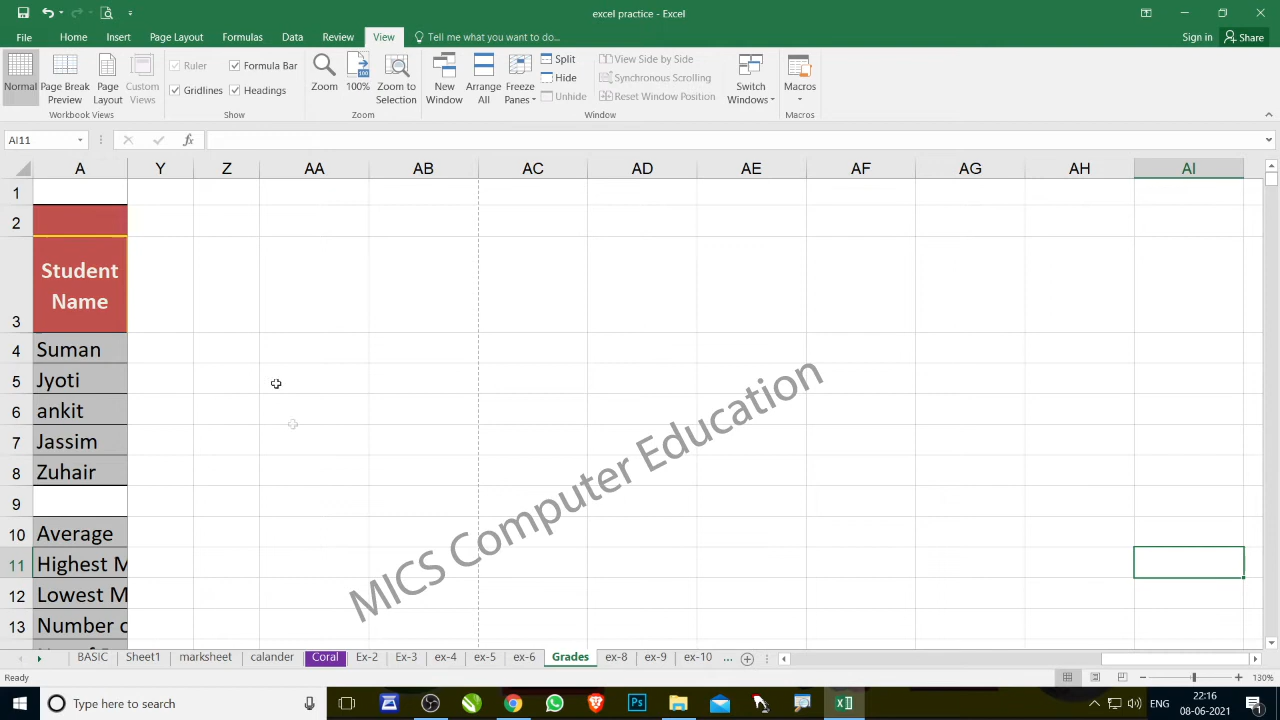 excel practice - Excel
File Home Insert Page Layout Formulas Data Review View Tell me what you want to do... Sign in Share
Normal Page Break Preview Page Layout Custom Views
Ruler Formula Bar
Gridlines Headings
Zoom 100% Zoom to Selection
New Window Arrange All Freeze Panes
Split
Hide
Unhide
View Side by Side
Synchronous Scrolling
Reset Window Position
Switch Windows
Macros
Workbook Views Show Zoom Window Macros
AI11 fx
A Y Z AA AB AC AD AE AF AG AH AI
1
2
3 Student Name
4 Suman
5 Jyoti
6 ankit
7 Jassim
8 Zuhair
9
10 Average
11 Highest M
12 Lowest M
13 Number o
MICS Computer Education
BASIC Sheet1 marksheet calander Coral Ex-2 Ex-3 ex-4 ex-5 ex-6 Grades ex-8 ex-9 ex-10 ...
Ready 130%
Type here to search
ENG
22:16
08-06-2021